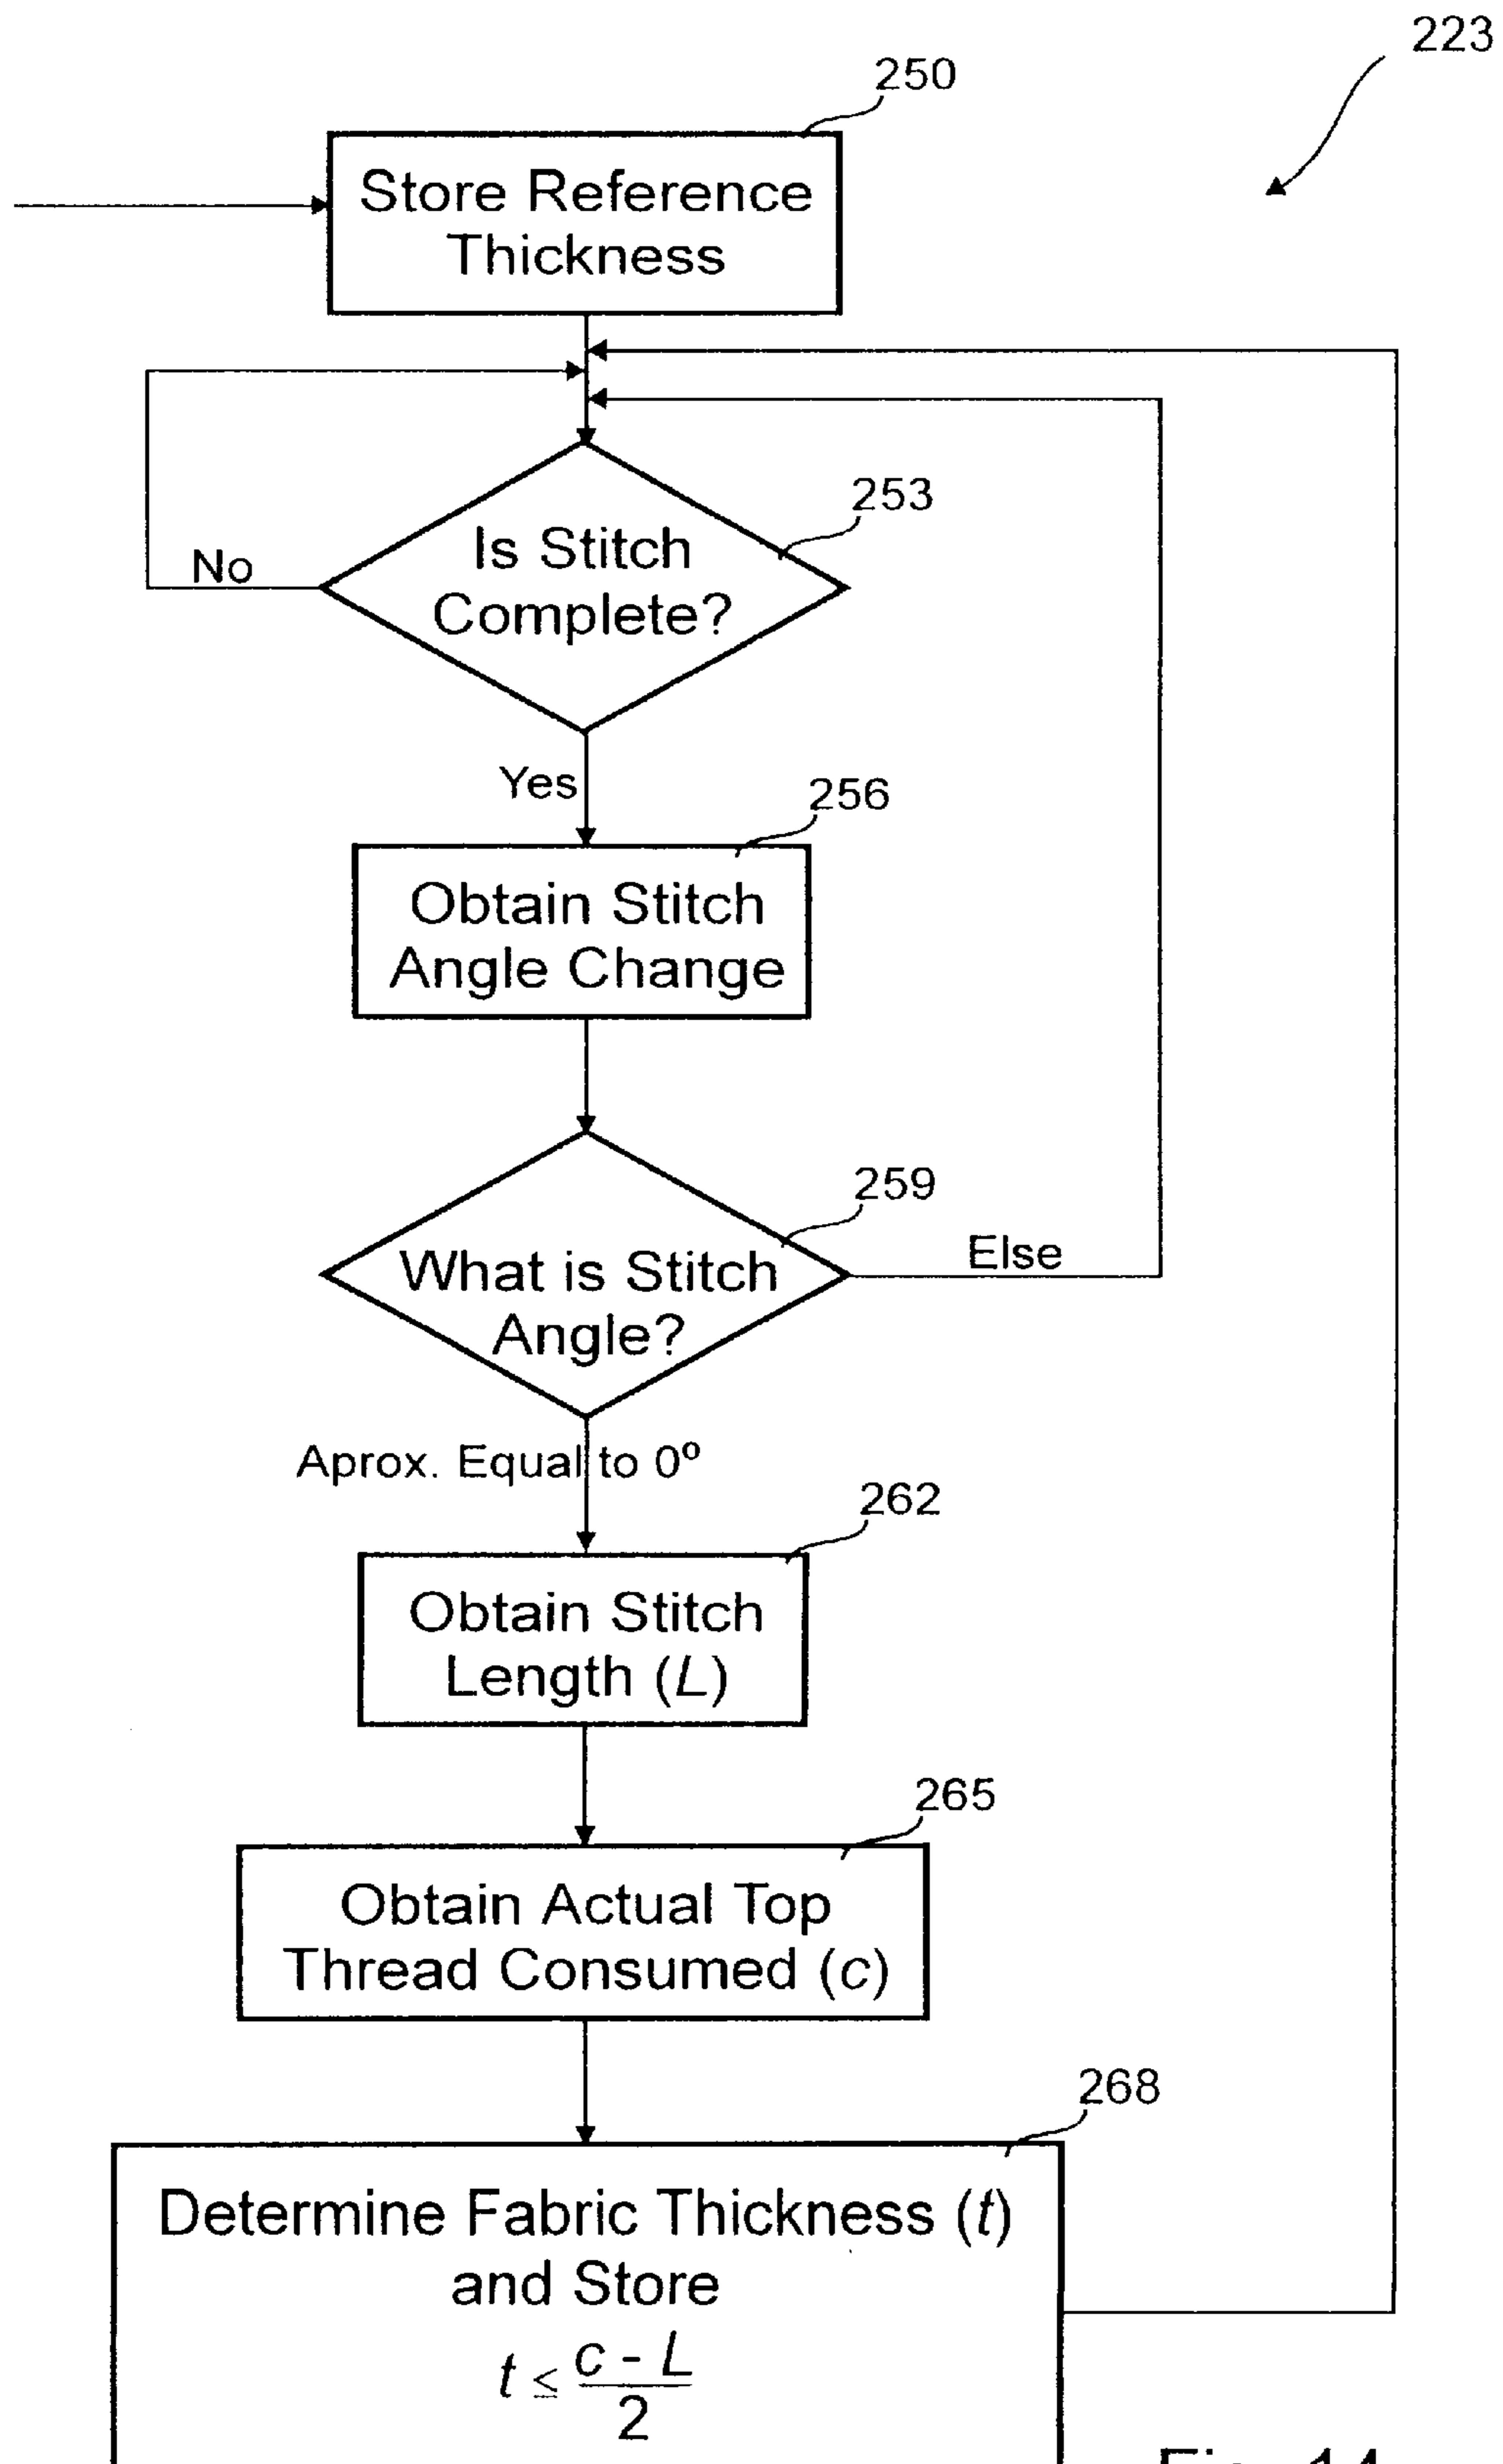 223
250
Store Reference
Thickness
253
Is Stitch
Complete?
No
Yes
256
Obtain Stitch
Angle Change
259
What is Stitch
Angle?
Else
Aprox. Equal to 0º
262
Obtain Stitch
Length (L)
265
Obtain Actual Top
Thread Consumed (c)
268
Determine Fabric Thickness (t)
and Store
t ≤ c - L
2